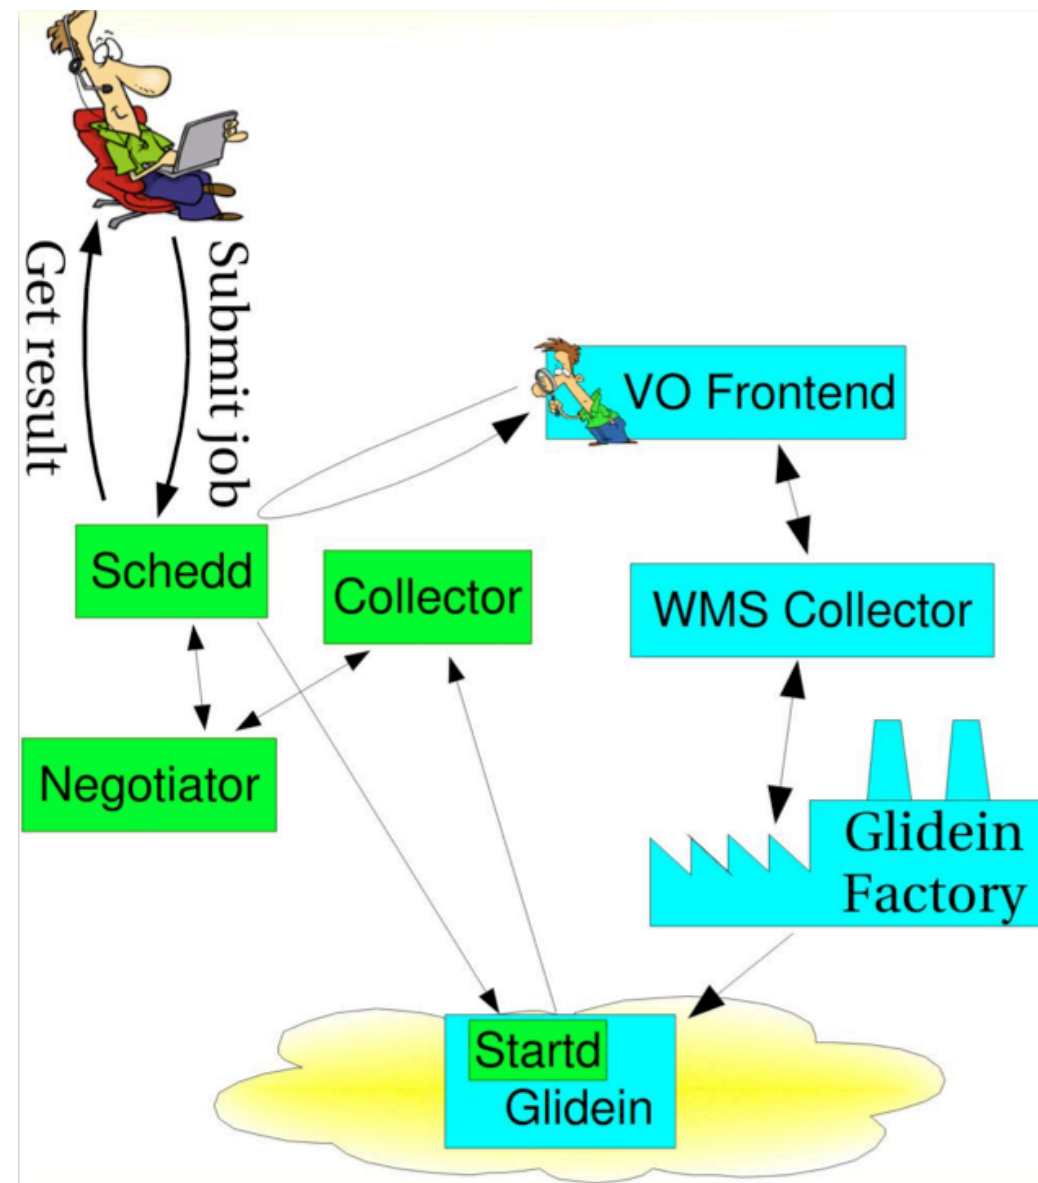 Get result
Submit job
VO Frontend
Schedd
Collector
WMS Collector
Negotiator
Glidein
Factory
Startd
Glidein